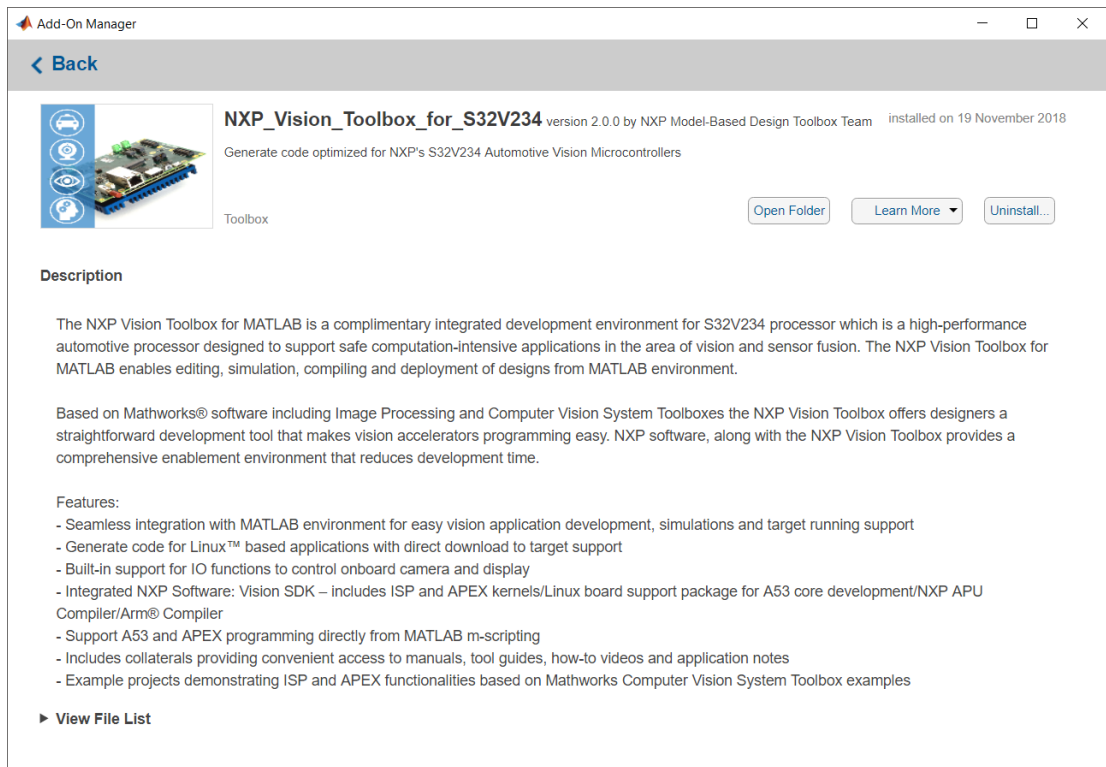 Add-On Manager
Back
NXP_Vision_Toolbox_for_S32V234 version 2.0.0 by NXP Model-Based Design Toolbox Team installed on 19 November 2018
Generate code optimized for NXP's S32V234 Automotive Vision Microcontrollers
Toolbox
Open Folder
Learn More
Uninstall...
Description
The NXP Vision Toolbox for MATLAB is a complimentary integrated development environment for S32V234 processor which is a high-performance
automotive processor designed to support safe computation-intensive applications in the area of vision and sensor fusion. The NXP Vision Toolbox for
MATLAB enables editing, simulation, compiling and deployment of designs from MATLAB environment.
Based on Mathworks® software including Image Processing and Computer Vision System Toolboxes the NXP Vision Toolbox offers designers a
straightforward development tool that makes vision accelerators programming easy. NXP software, along with the NXP Vision Toolbox provides a
comprehensive enablement environment that reduces development time.
Features:
- Seamless integration with MATLAB environment for easy vision application development, simulations and target running support
- Generate code for Linux™ based applications with direct download to target support
- Built-in support for IO functions to control onboard camera and display
- Integrated NXP Software: Vision SDK – includes ISP and APEX kernels/Linux board support package for A53 core development/NXP APU
Compiler/Arm® Compiler
- Support A53 and APEX programming directly from MATLAB m-scripting
- Includes collaterals providing convenient access to manuals, tool guides, how-to videos and application notes
- Example projects demonstrating ISP and APEX functionalities based on Mathworks Computer Vision System Toolbox examples
View File List